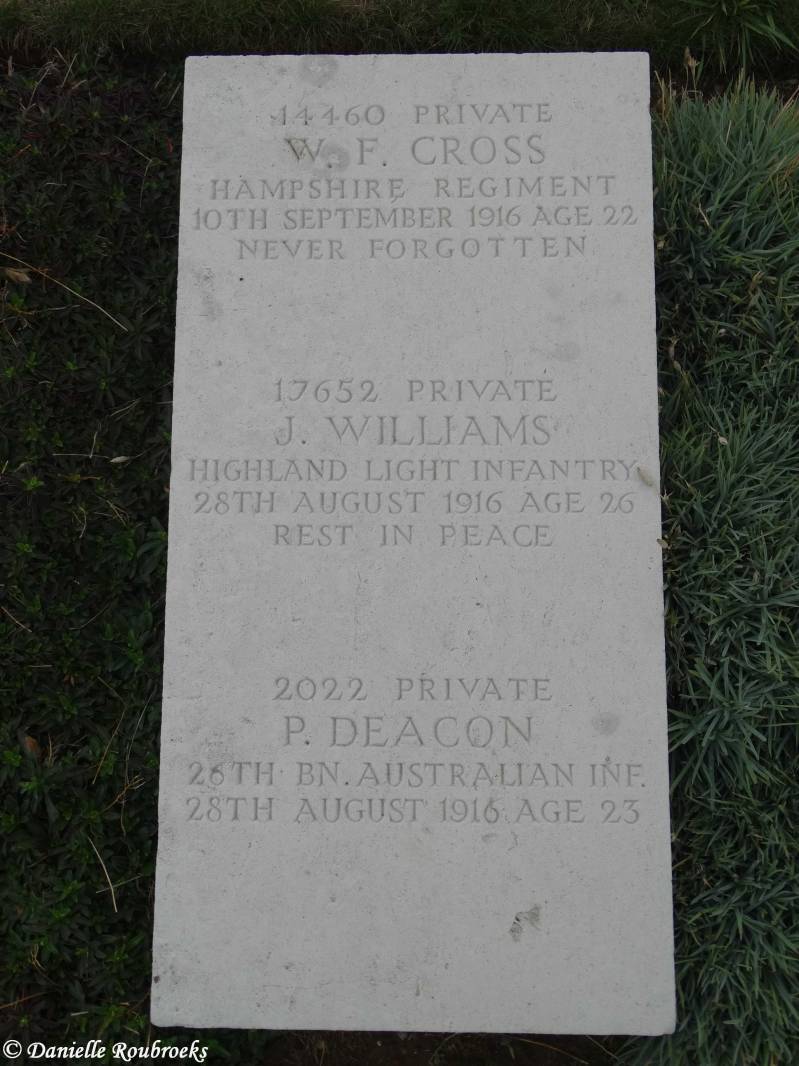 14460 PRIVATE
W. F. CROSS
HAMPSHIRE REGIMENT
10TH SEPTEMBER 1916 AGE 22
NEVER FORGOTTEN
17652 PRIVATE
J. WILLIAMS
HIGHLAND LIGHT INFANTRY
28TH AUGUST 1916 AGE 26
REST IN PEACE
2022 PRIVATE
P. DEACON
26TH BN. AUSTRALIAN INF.
28TH AUGUST 1916 AGE 23
© Danielle Roubroeks